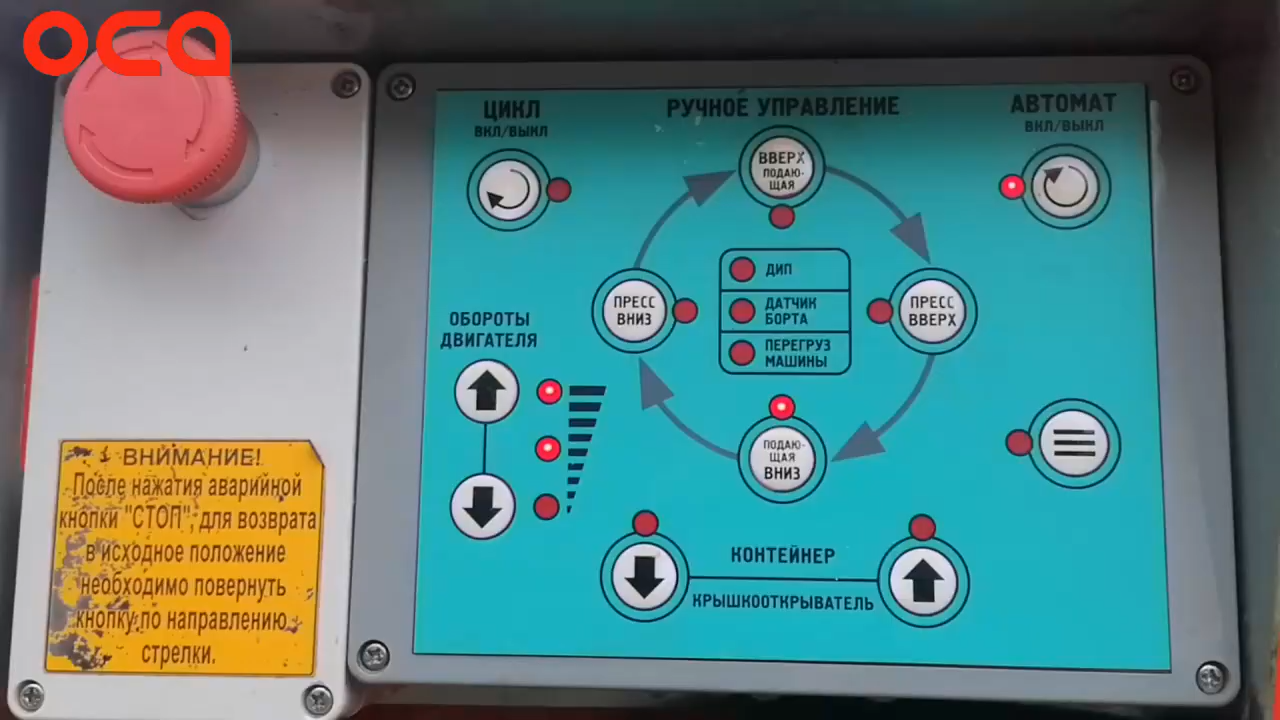 оса
ЦИКЛ
ВКЛ/ВЫКЛ
РУЧНОЕ УПРАВЛЕНИЕ
АВТОМАТ
ВКЛ/ВЫКЛ
ВВЕРХ
ПОДАЮ-
ЩАЯ
ДИП
ДАТЧИК
БОРТА
ПЕРЕГРУЗ
МАШИНЫ
ПРЕСС
ВНИЗ
ПРЕСС
ВВЕРХ
ОБОРОТЫ
ДВИГАТЕЛЯ
ПОДАЮ-
ЩАЯ
ВНИЗ
КОНТЕЙНЕР
КРЫШКООТКРЫВАТЕЛЬ
ВНИМАНИЕ!
После нажатия аварийной
кнопки "СТОП", для возврата
в исходное положение
необходимо повернуть
кнопку по направлению
стрелки.